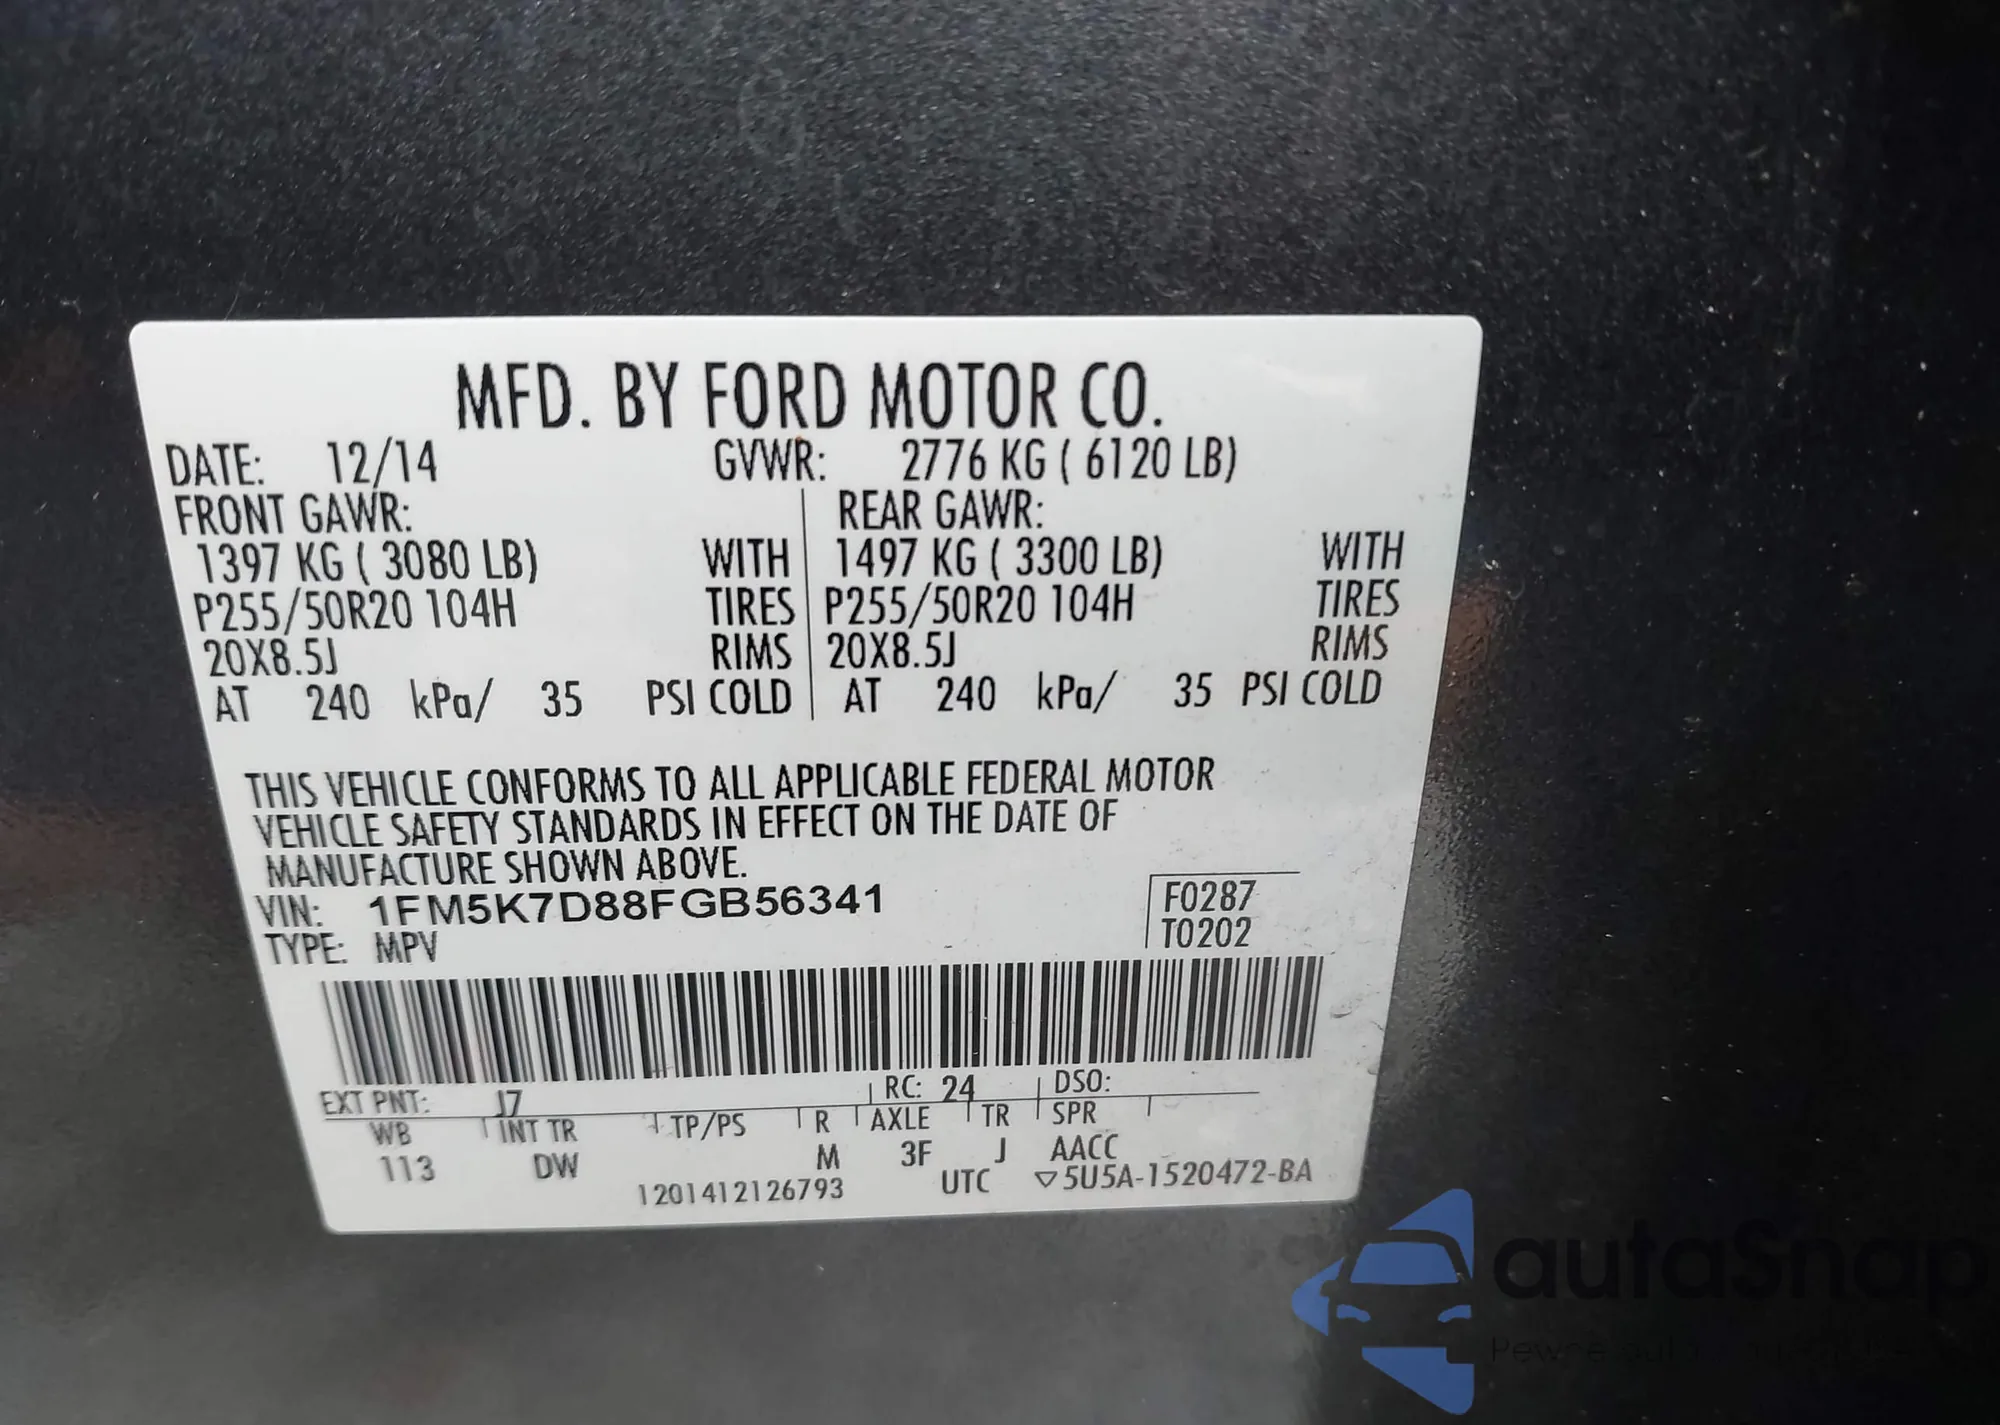 MFD. BY FORD MOTOR CO.
DATE: 12/14 GVWR: 2776 KG ( 6120 LB)
FRONT GAWR: REAR GAWR:
1397 KG ( 3080 LB) WITH 1497 KG ( 3300 LB) WITH
P255/50R20 104H TIRES P255/50R20 104H TIRES
20X8.5J RIMS 20X8.5J RIMS
AT 240 kPa/ 35 PSI COLD AT 240 kPa/ 35 PSI COLD
THIS VEHICLE CONFORMS TO ALL APPLICABLE FEDERAL MOTOR
VEHICLE SAFETY STANDARDS IN EFFECT ON THE DATE OF
MANUFACTURE SHOWN ABOVE.
VIN: 1FM5K7D88FGB56341 F0287
TYPE: MPV T0202
EXT PNT: J7 RC: 24 DSO:
WB INT TR TP/PS R AXLE TR SPR
113 DW M 3F J AACC
1201412126793 UTC ▽5U5A-1520472-BA
autaSnap